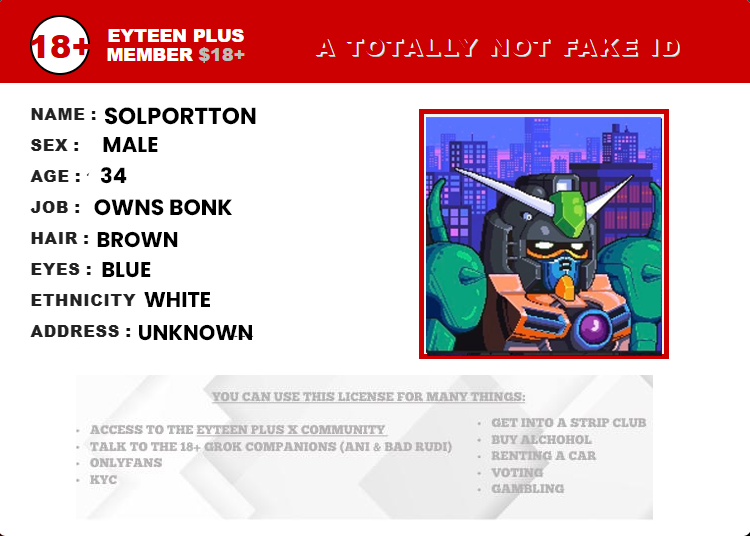 18+
EYTEEN PLUS
MEMBER $18+
A TOTALLY NOT FAKE ID
NAME : SOLPORTTON
SEX : MALE
AGE : 34
JOB : OWNS BONK
HAIR : BROWN
EYES : BLUE
ETHNICITY WHITE
ADDRESS : UNKNOWN
YOU CAN USE THIS LICENSE FOR MANY THINGS:
• ACCESS TO THE EYTEEN PLUS X COMMUNITY
• TALK TO THE 18+ GROK COMPANIONS (ANI & BAD RUDI)
• ONLYFANS
• KYC
• GET INTO A STRIP CLUB
• BUY ALCHOHOL
• RENTING A CAR
• VOTING
• GAMBLING